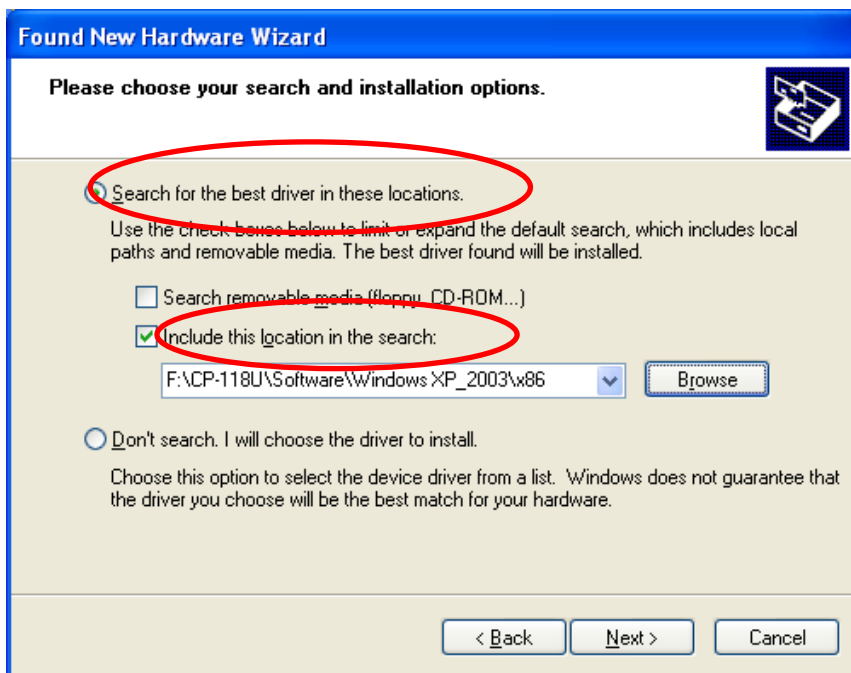 Found New Hardware Wizard
Please choose your search and installation options.
Search for the best driver in these locations.
Use the check boxes below to limit or expand the default search, which includes local
paths and removable media. The best driver found will be installed.
Search removable media (floppy, CD-ROM...)
Include this location in the search:
F:\CP-118U\Software\Windows XP_2003\x86
Browse
Don't search. I will choose the driver to install.
Choose this option to select the device driver from a list. Windows does not guarantee that
the driver you choose will be the best match for your hardware.
< Back
Next >
Cancel